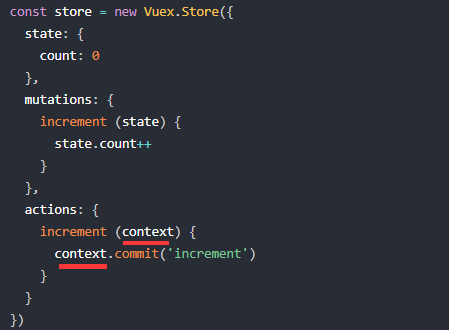 const store = new Vuex.Store({
  state: {
    count: 0
  },
  mutations: {
    increment (state) {
      state.count++
    }
  },
  actions: {
    increment (context) {
      context.commit('increment')
    }
  }
})